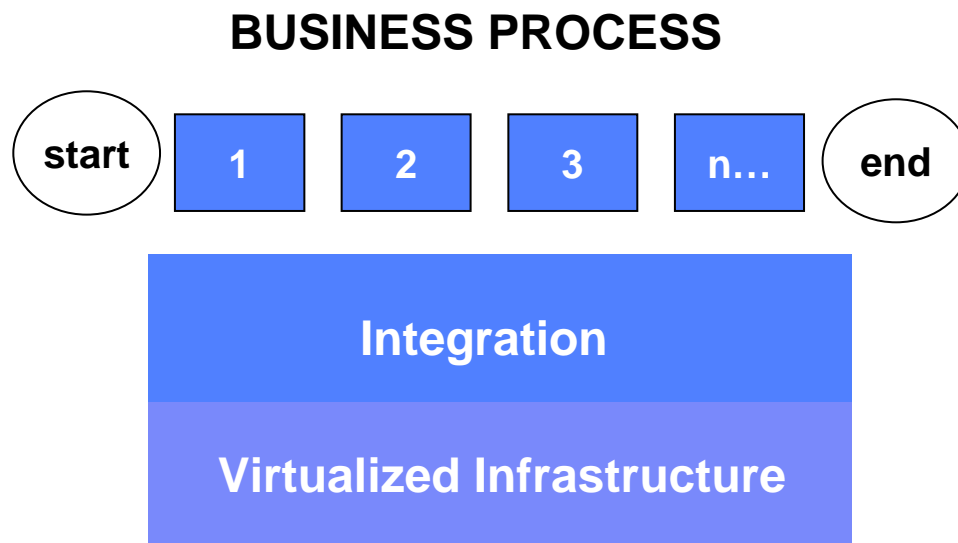 BUSINESS PROCESS
start 1 2 3 n… end
Integration
Virtualized Infrastructure